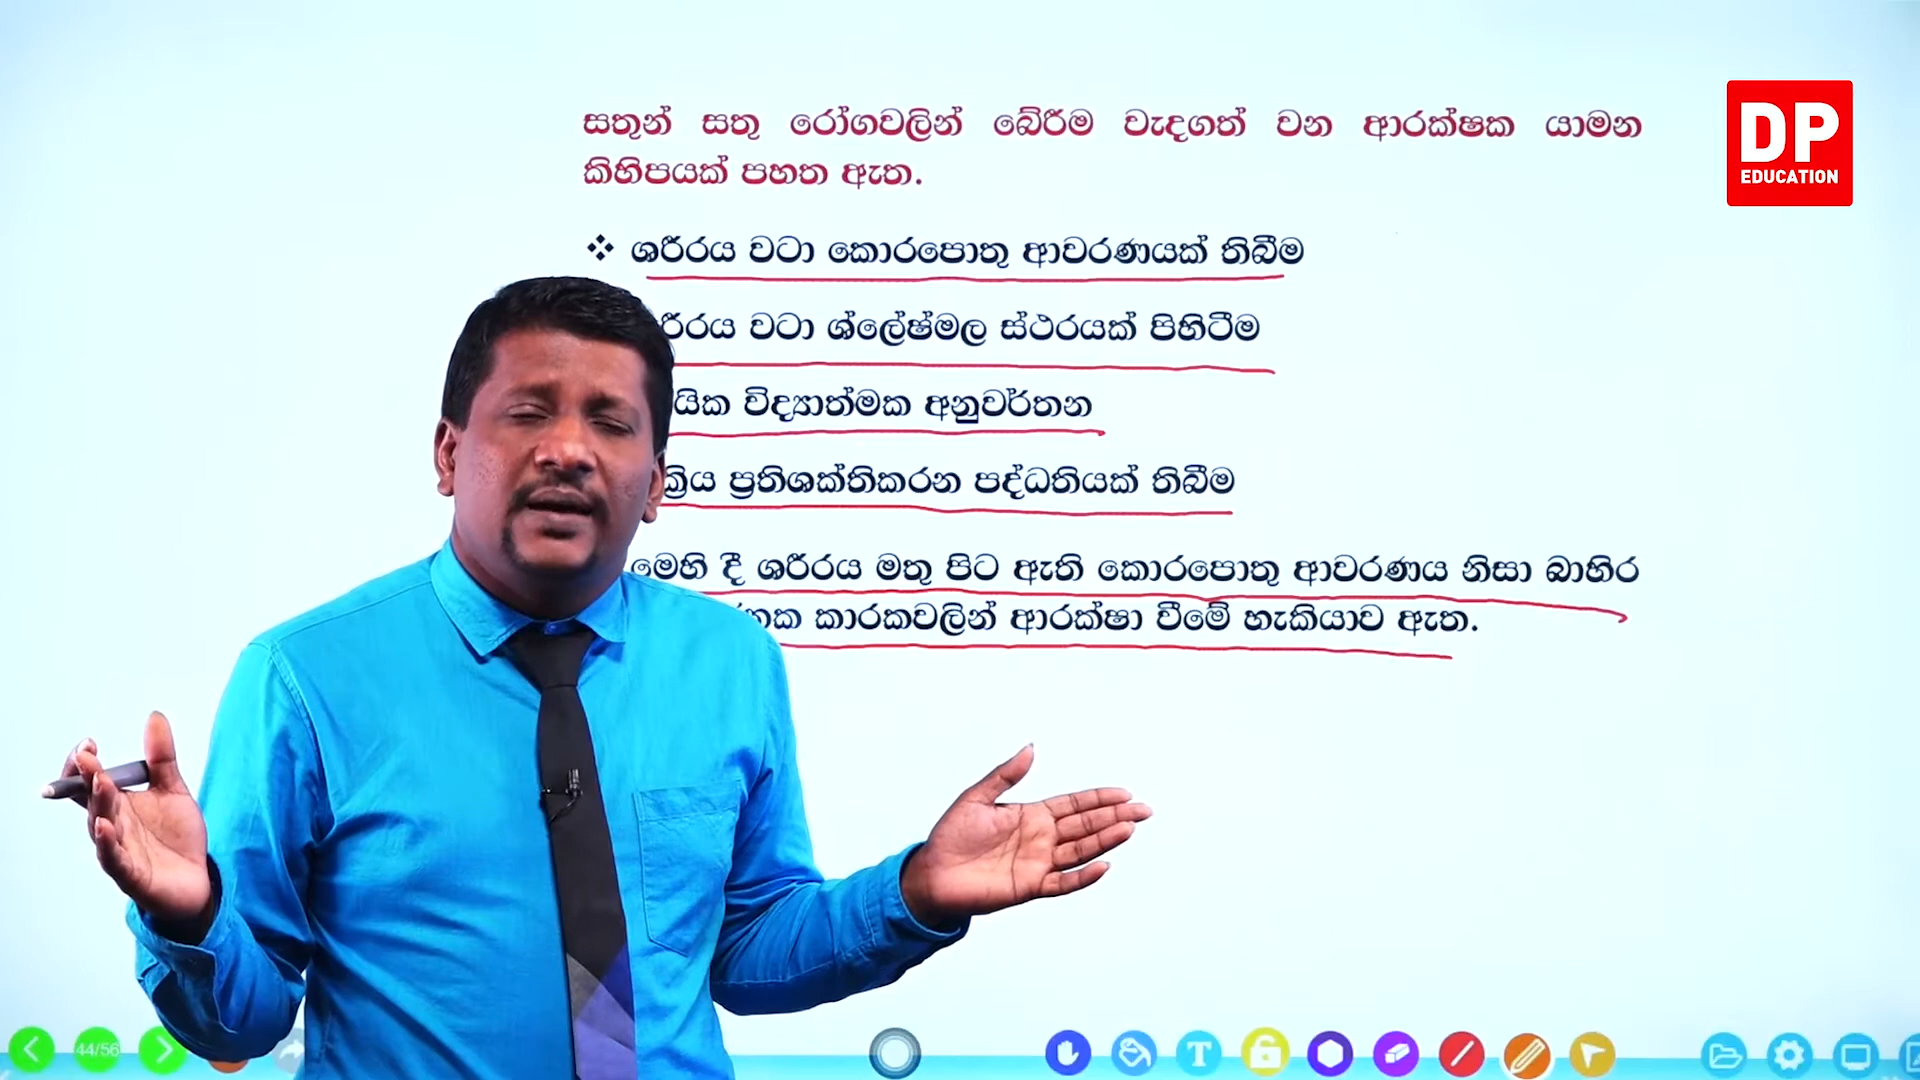 සතුන් සතු රෝගවලින් බේරීම වැදගත් වන ආරක්ෂක යාමන
කිහිපයක් පහත ඇත.
DP
EDUCATION
❖ ශරීරය වටා කොරපොතු ආවරණයක් තිබීම
වටා ශ්ලේෂ්මල ස්ථරයක් පිහිටීම
විද්‍යාත්මක අනුවර්තන
ප්‍රතිශක්තිකරන පද්ධතියක් තිබීම
මෙහි දී ශරීරය මතු පිට ඇති කොරපොතු ආවරණය නිසා බාහිර
කාරකවලින් ආරක්ෂා වීමේ හැකියාව ඇත.
44/56
T